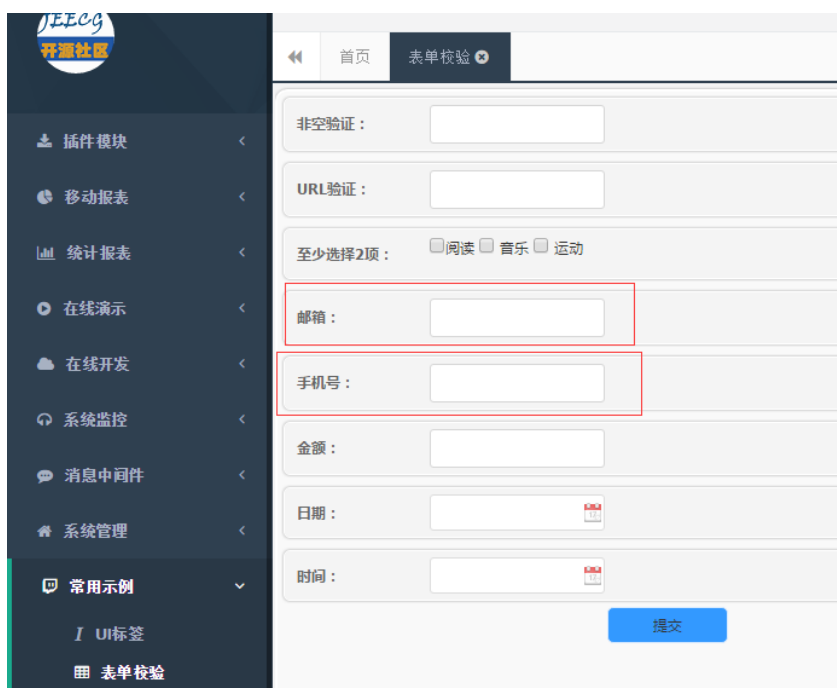 JEECG
开源社区
插件模块
移动报表
统计报表
在线演示
在线开发
系统监控
消息中间件
系统管理
常用示例
UI标签
表单校验
首页 表单校验
非空验证：
URL验证：
至少选择2项： 阅读 音乐 运动
邮箱：
手机号：
金额：
日期：
时间：
提交